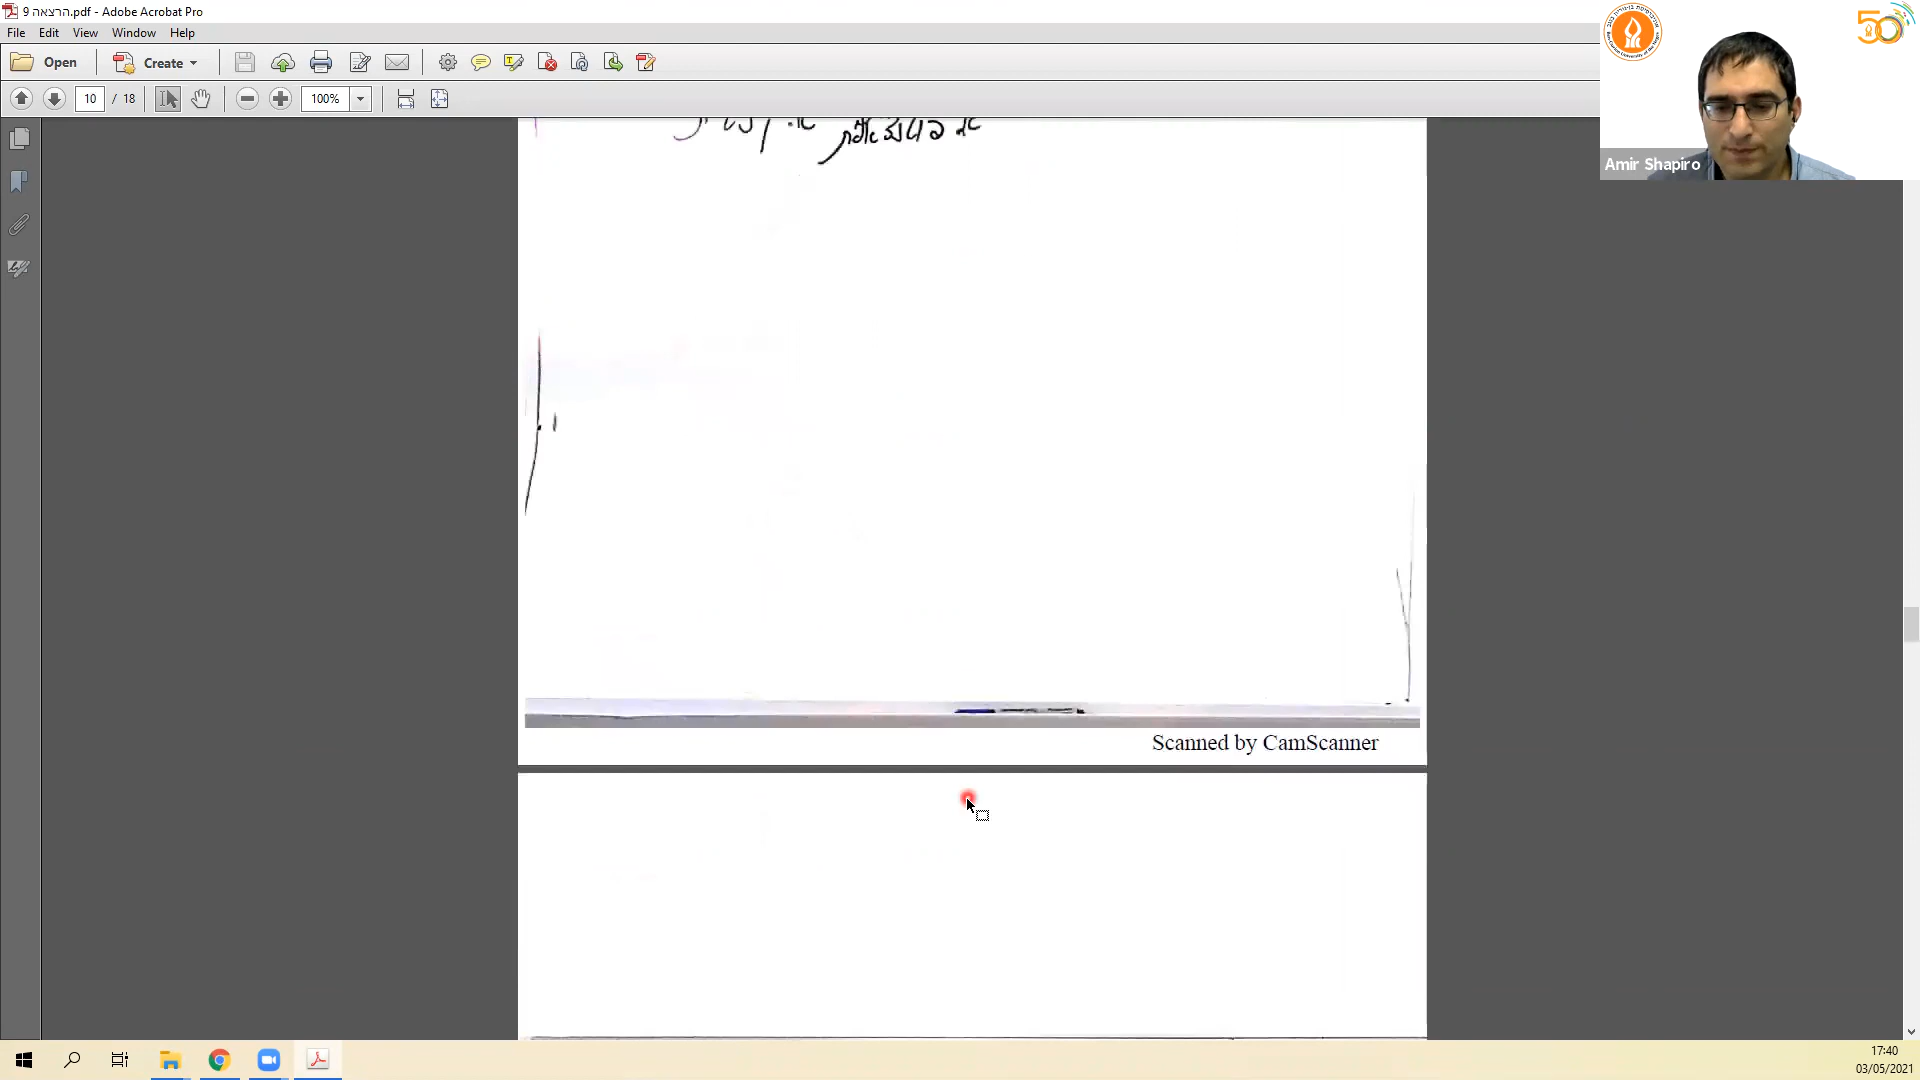 הרצאה 9.pdf - Adobe Acrobat Pro
File Edit View Window Help
Open Create
10 / 18 100%
Amir Shapiro
Scanned by CamScanner
50
17:40
03/05/2021